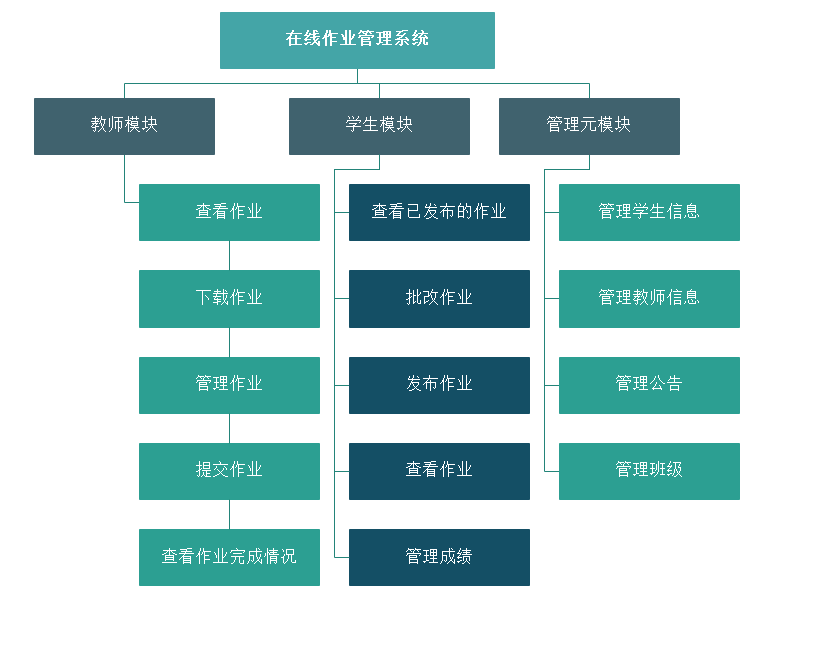 在线作业管理系统
教师模块
学生模块
管理元模块
查看作业
下载作业
管理作业
提交作业
查看作业完成情况
查看已发布的作业
批改作业
发布作业
查看作业
管理成绩
管理学生信息
管理教师信息
管理公告
管理班级